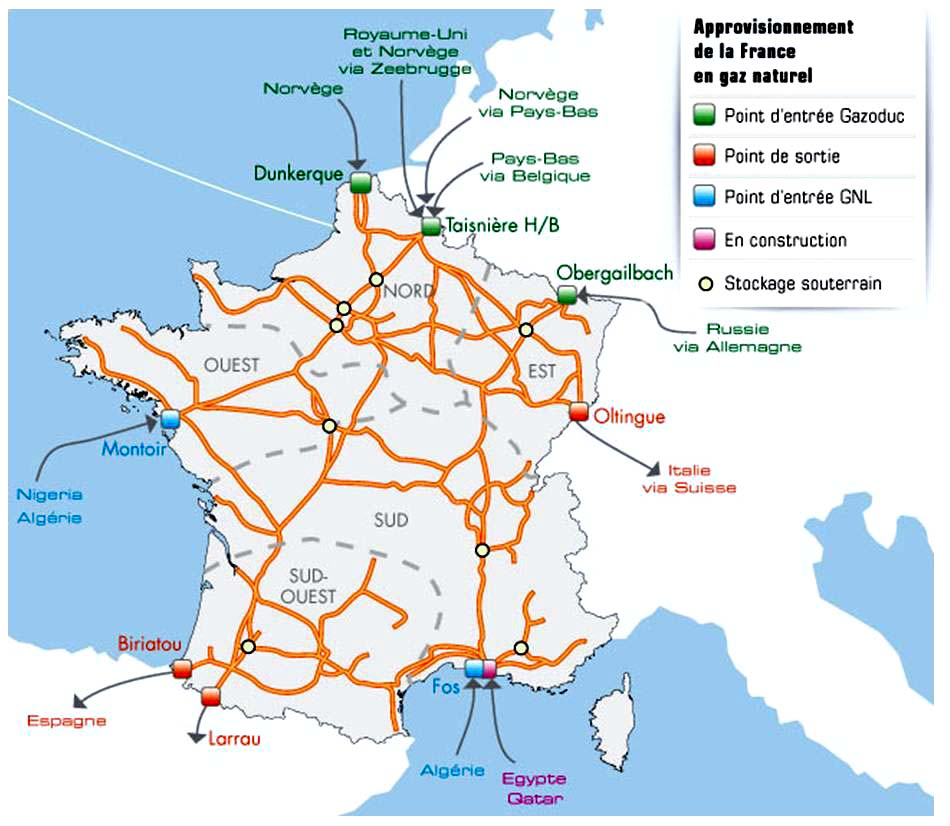 Approvisionnement
de la France
en gaz naturel
Point d'entrée Gazoduc
Point de sortie
Point d'entrée GNL
En construction
Stockage souterrain
Royaume-Uni
et Norvège
via Zeebrugge
Norvège
Norvège
via Pays-Bas
Pays-Bas
via Belgique
Dunkerque
Taisnière H/B
Obergailbach
NORD
Russie
via Allemagne
OUEST
EST
Oltingue
Montoir
Italie
via Suisse
Nigeria
Algérie
SUD
SUD-
OUEST
Biriatou
Fos
Espagne
Larrau
Algérie
Egypte
Qatar